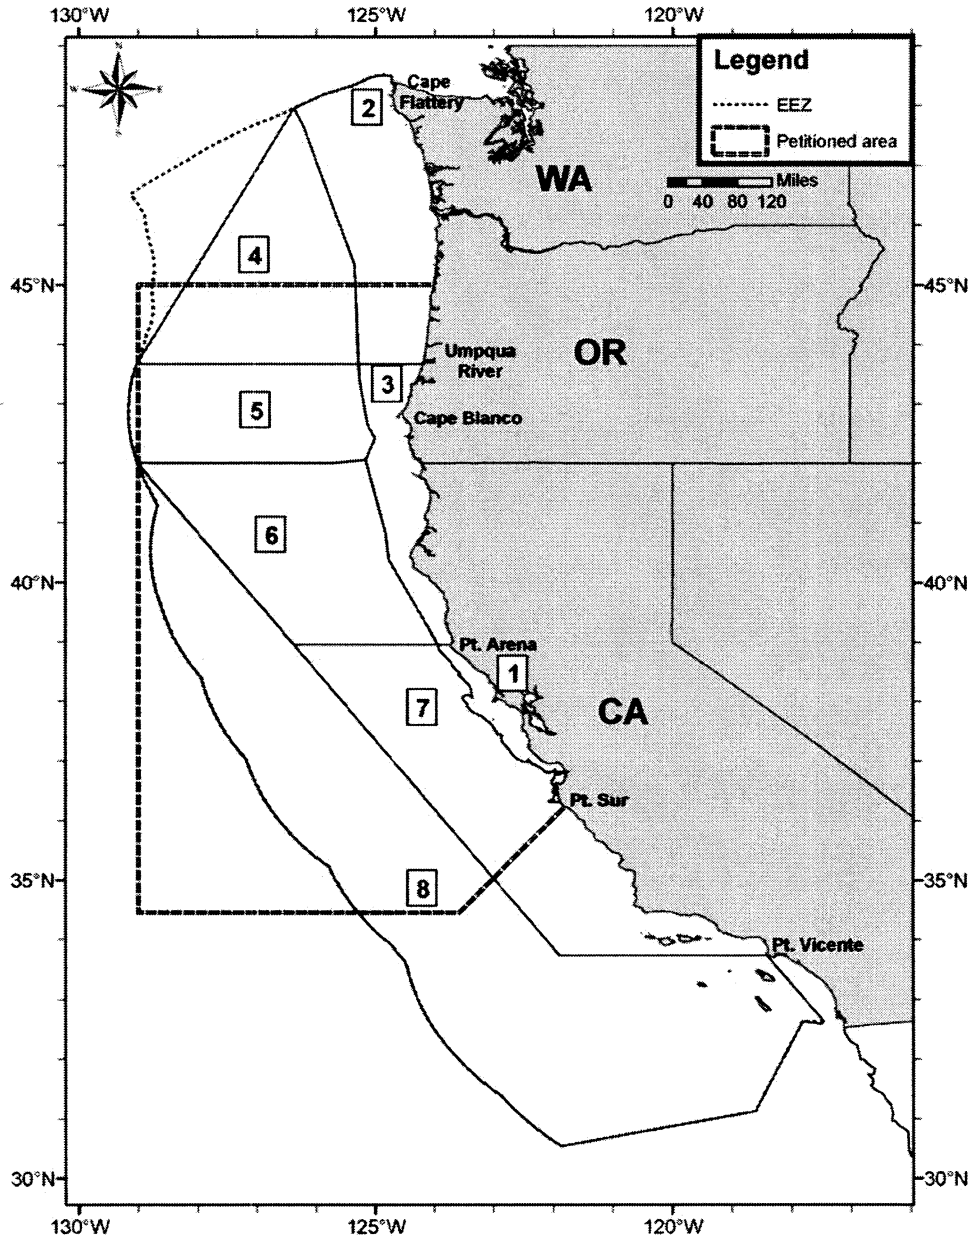 130°W 125°W 120°W
N
W E
S
Legend
EEZ
Petitioned area
Miles
0 40 80 120
Cape
Flattery
2
WA
4
45°N 45°N
Umpqua
River
OR
3
5
Cape Blanco
6
40°N 40°N
Pt. Arena
1
7
CA
Pt. Sur
35°N 35°N
8
Pt. Vicente
30°N 30°N
130°W 125°W 120°W